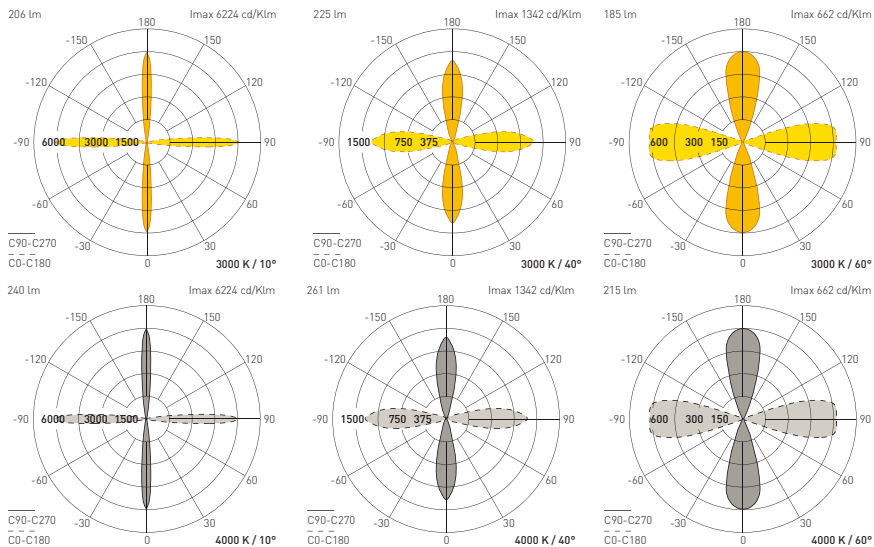 206 lm 180 Imax 6224 cd/Klm
-150 150
-120 120
-90 6000 3000 1500 90
-60 60
-30 30
C90-C270
C0-C180 0 3000 K / 10°
225 lm 180 Imax 1342 cd/Klm
-150 150
-120 120
-90 1500 750 375 90
-60 60
-30 30
C90-C270
C0-C180 0 3000 K / 40°
185 lm 180 Imax 662 cd/Klm
-150 150
-120 120
-90 600 300 150 90
-60 60
-30 30
C90-C270
C0-C180 0 3000 K / 60°
240 lm 180 Imax 6224 cd/Klm
-150 150
-120 120
-90 6000 3000 1500 90
-60 60
-30 30
C90-C270
C0-C180 0 4000 K / 10°
261 lm 180 Imax 1342 cd/Klm
-150 150
-120 120
-90 1500 750 375 90
-60 60
-30 30
C90-C270
C0-C180 0 4000 K / 40°
215 lm 180 Imax 662 cd/Klm
-150 150
-120 120
-90 600 300 150 90
-60 60
-30 30
C90-C270
C0-C180 0 4000 K / 60°